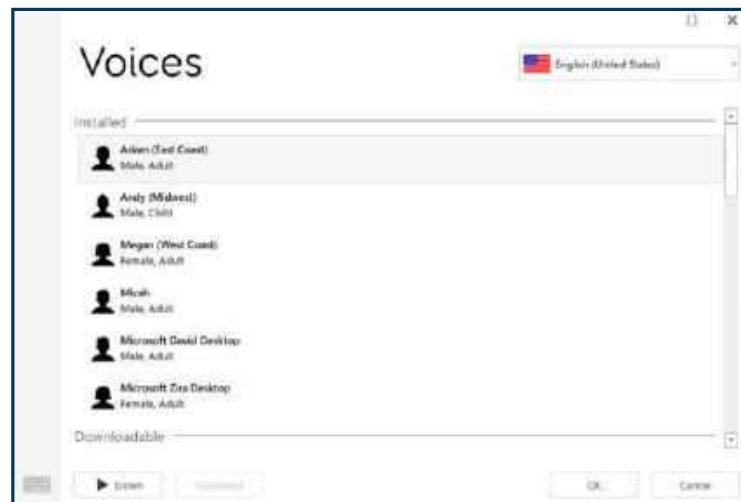 Voices
English (United States)
Installed
(East Coast)
Male, Adult
Andy (Midwest)
Male, Child
Megan (West Coast)
Female, Adult
Micah
Male, Adult
Microsoft David Desktop
Male, Adult
Microsoft Zira Desktop
Female, Adult
Downloadable
Listen
OK
Cancel